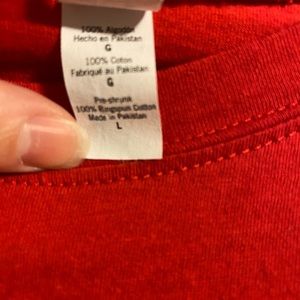 100% Algodón
Hecho en Pakistan
G
100% Coton
Fabriqué au Pakistan
G
Pre-shrunk
100% Ringspun Cotton
Made in Pakistan
L